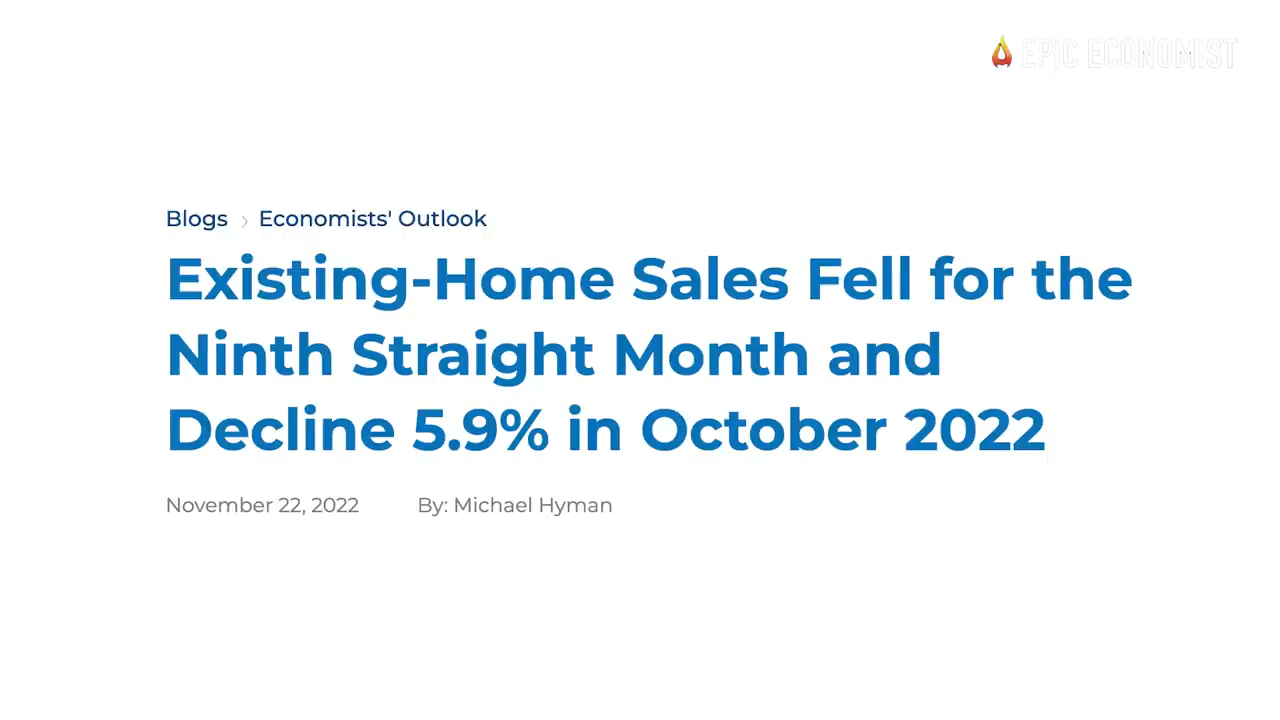 EPIC ECONOMIST
Blogs > Economists' Outlook
Existing-Home Sales Fell for the
Ninth Straight Month and
Decline 5.9% in October 2022
November 22, 2022 By: Michael Hyman